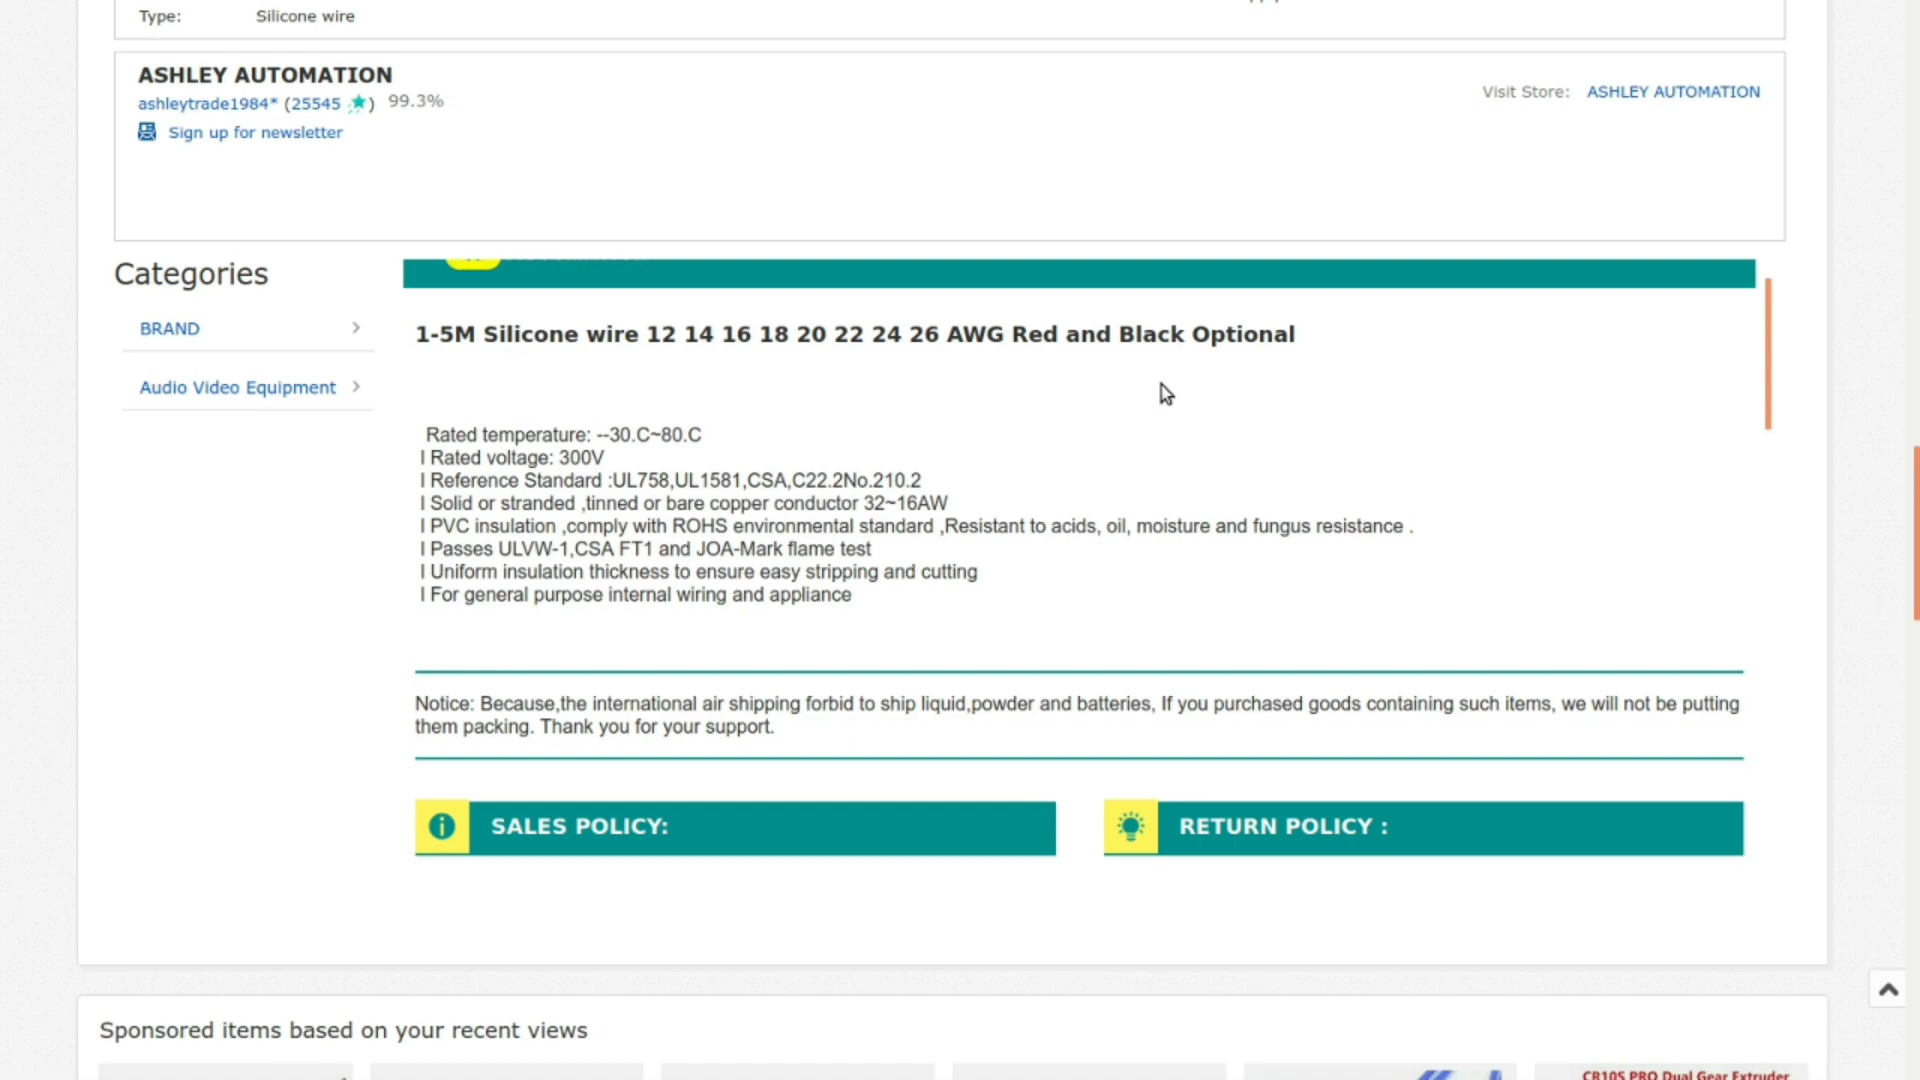 Type: Silicone wire
ASHLEY AUTOMATION
ashleytrade1984* (25545 ) 99.3%
Visit Store: ASHLEY AUTOMATION
Sign up for newsletter
Categories
BRAND
Audio Video Equipment
1-5M Silicone wire 12 14 16 18 20 22 24 26 AWG Red and Black Optional
Rated temperature: --30.C~80.C
l Rated voltage: 300V
l Reference Standard :UL758,UL1581,CSA,C22.2No.210.2
l Solid or stranded ,tinned or bare copper conductor 32~16AW
l PVC insulation ,comply with ROHS environmental standard ,Resistant to acids, oil, moisture and fungus resistance .
l Passes ULVW-1,CSA FT1 and JOA-Mark flame test
l Uniform insulation thickness to ensure easy stripping and cutting
l For general purpose internal wiring and appliance
Notice: Because,the international air shipping forbid to ship liquid,powder and batteries, If you purchased goods containing such items, we will not be putting
them packing. Thank you for your support.
SALES POLICY:
RETURN POLICY :
Sponsored items based on your recent views
CR10S PRO Dual Gear Extruder